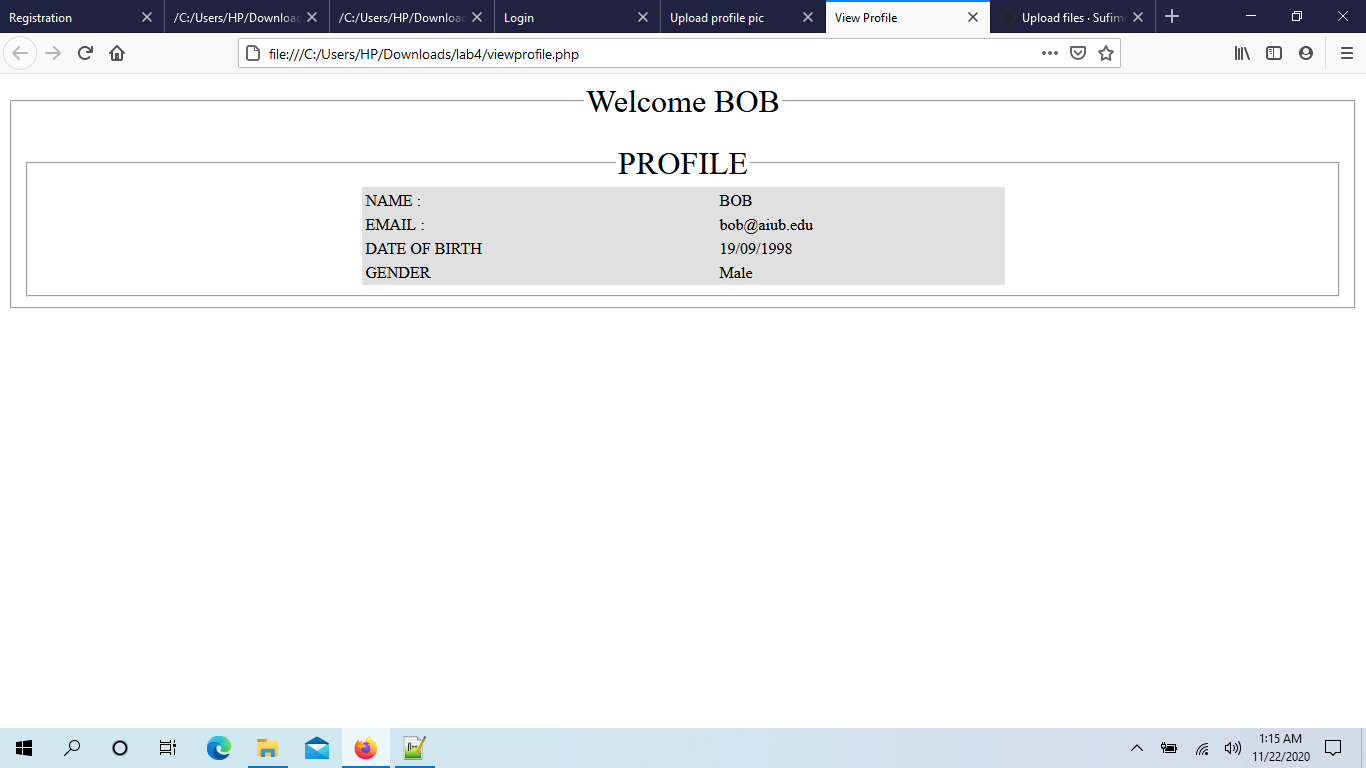 Registration
/C:/Users/HP/Downloa
/C:/Users/HP/Downloa
Login
Upload profile pic
View Profile
Upload files · Sufim
file:///C:/Users/HP/Downloads/lab4/viewprofile.php
Welcome BOB
PROFILE
NAME : BOB
EMAIL : bob@aiub.edu
DATE OF BIRTH 19/09/1998
GENDER Male
1:15 AM
11/22/2020